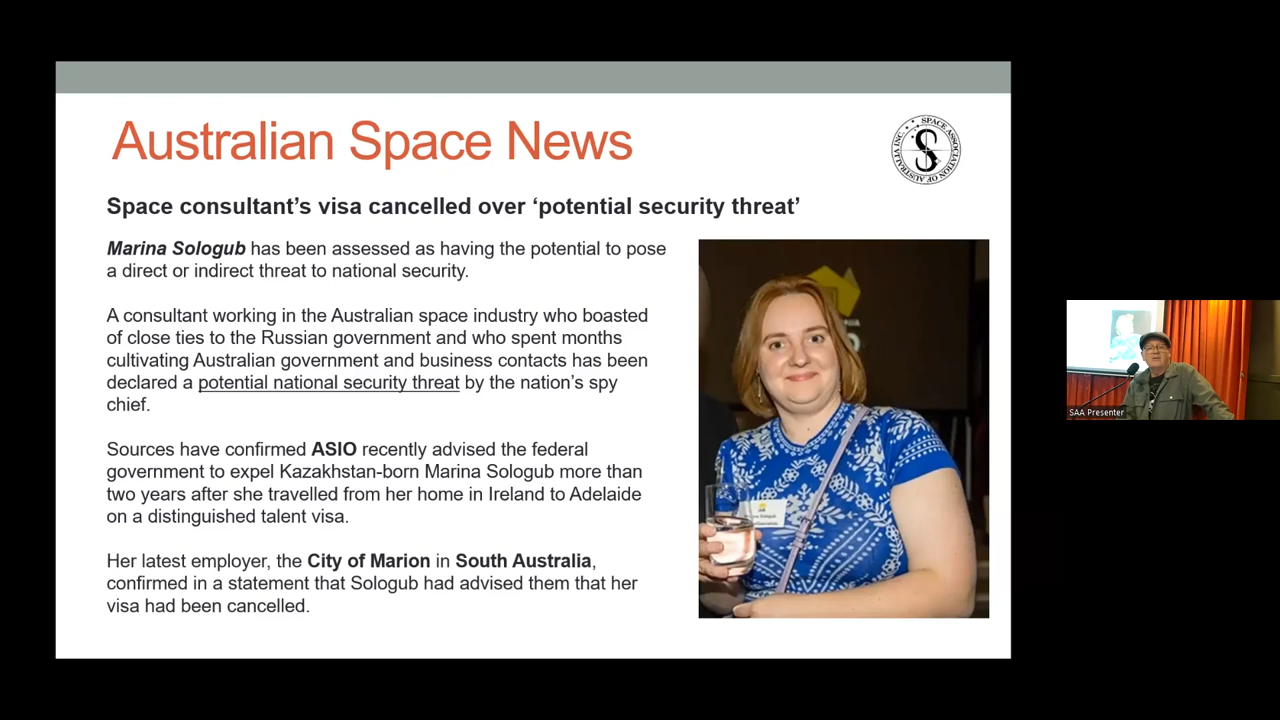 Australian Space News
SPACE ASSOCIATION OF AUSTRALIA INC.
Space consultant’s visa cancelled over ‘potential security threat’
Marina Sologub has been assessed as having the potential to pose
a direct or indirect threat to national security.
A consultant working in the Australian space industry who boasted
of close ties to the Russian government and who spent months
cultivating Australian government and business contacts has been
declared a potential national security threat by the nation’s spy
chief.
Sources have confirmed ASIO recently advised the federal
government to expel Kazakhstan-born Marina Sologub more than
two years after she travelled from her home in Ireland to Adelaide
on a distinguished talent visa.
Her latest employer, the City of Marion in South Australia,
confirmed in a statement that Sologub had advised them that her
visa had been cancelled.
Sologub
SAA Presenter